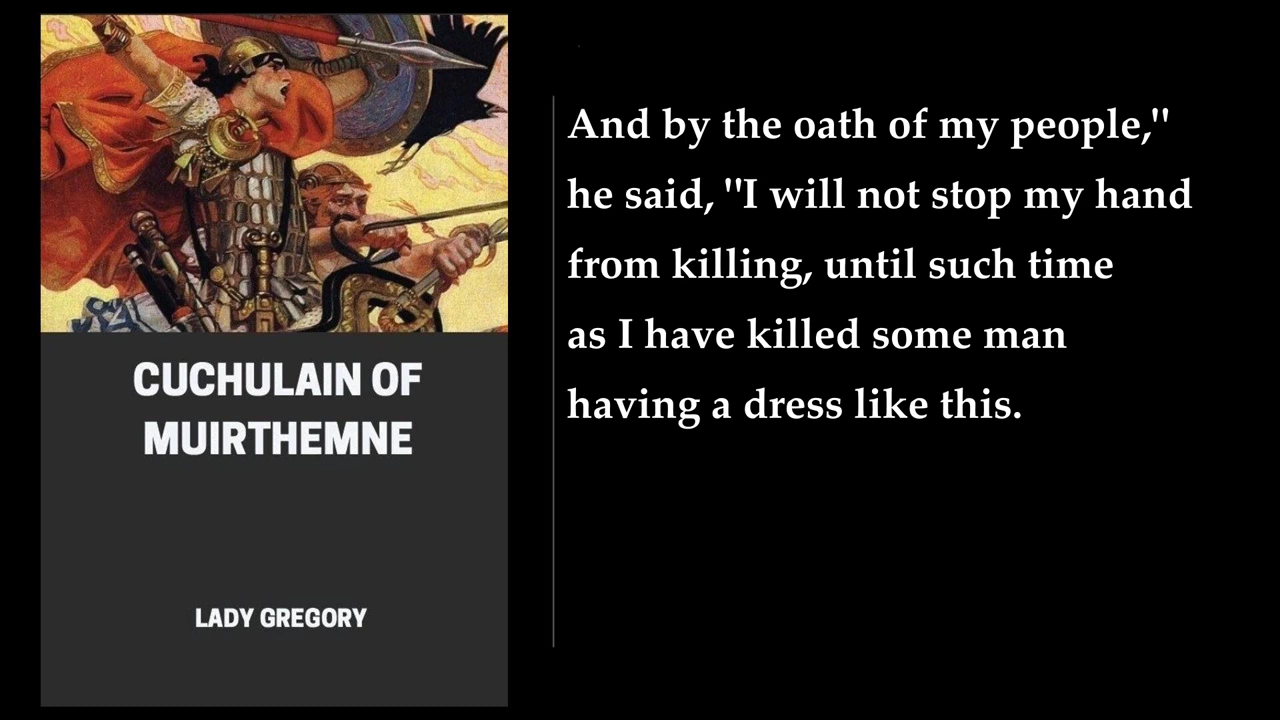 CUCHULAIN OF
MUIRTHEMNE
LADY GREGORY
And by the oath of my people,"
he said, "I will not stop my hand
from killing, until such time
as I have killed some man
having a dress like this.